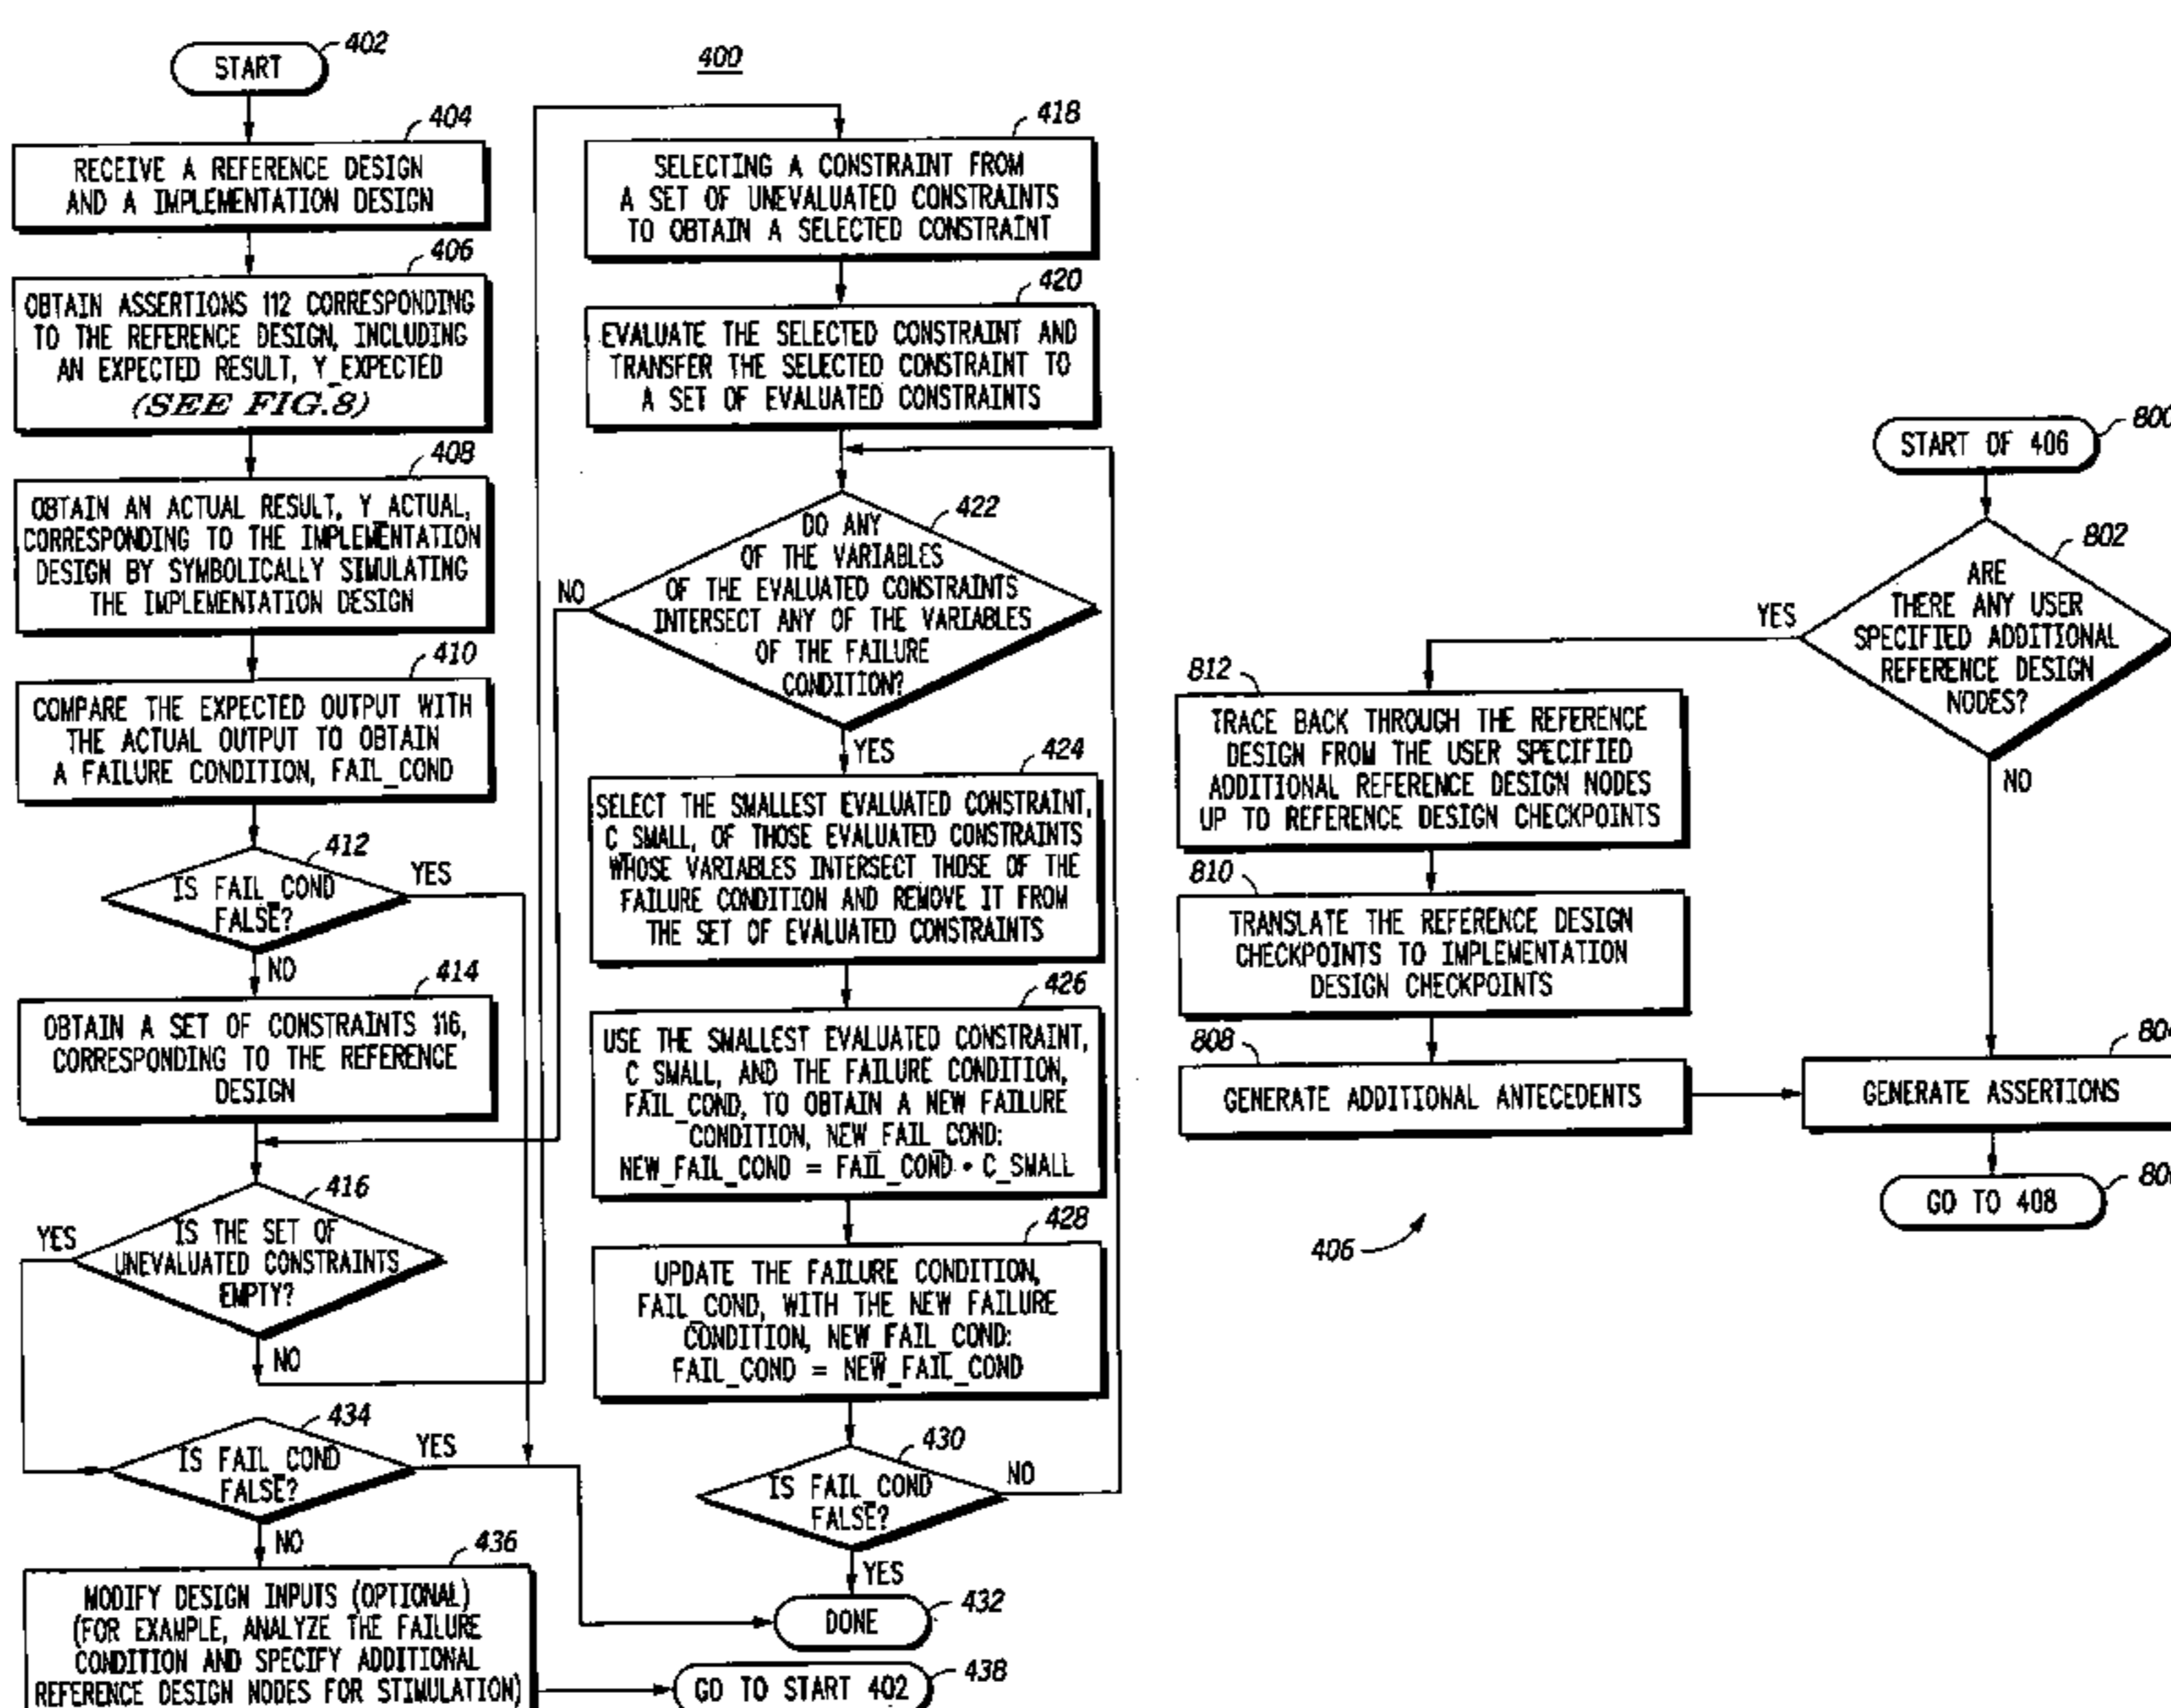 400
START
402
404
RECEIVE A REFERENCE DESIGN
AND A IMPLEMENTATION DESIGN
406
OBTAIN ASSERTIONS 112 CORRESPONDING
TO THE REFERENCE DESIGN, INCLUDING
AN EXPECTED RESULT, Y_EXPECTED
(SEE FIG.8)
408
OBTAIN AN ACTUAL RESULT, Y_ACTUAL,
CORRESPONDING TO THE IMPLEMENTATION
DESIGN BY SYMBOLICALLY SIMULATING
THE IMPLEMENTATION DESIGN
410
COMPARE THE EXPECTED OUTPUT WITH
THE ACTUAL OUTPUT TO OBTAIN
A FAILURE CONDITION, FAIL_COND
412
IS FAIL_COND
FALSE?
YES
NO
414
OBTAIN A SET OF CONSTRAINTS 116,
CORRESPONDING TO THE REFERENCE
DESIGN
416
IS THE SET OF
UNEVALUATED CONSTRAINTS
EMPTY?
YES
NO
434
IS FAIL_COND
FALSE?
YES
NO
436
MODIFY DESIGN INPUTS (OPTIONAL)
(FOR EXAMPLE, ANALYZE THE FAILURE
CONDITION AND SPECIFY ADDITIONAL
REFERENCE DESIGN NODES FOR STIMULATION)
418
SELECTING A CONSTRAINT FROM
A SET OF UNEVALUATED CONSTRAINTS
TO OBTAIN A SELECTED CONSTRAINT
420
EVALUATE THE SELECTED CONSTRAINT AND
TRANSFER THE SELECTED CONSTRAINT TO
A SET OF EVALUATED CONSTRAINTS
422
DO ANY
OF THE VARIABLES
OF THE EVALUATED CONSTRAINTS
INTERSECT ANY OF THE VARIABLES
OF THE FAILURE
CONDITION?
NO
YES
424
SELECT THE SMALLEST EVALUATED CONSTRAINT,
C_SMALL, OF THOSE EVALUATED CONSTRAINTS
WHOSE VARIABLES INTERSECT THOSE OF THE
FAILURE CONDITION AND REMOVE IT FROM
THE SET OF EVALUATED CONSTRAINTS
426
USE THE SMALLEST EVALUATED CONSTRAINT,
C_SMALL, AND THE FAILURE CONDITION,
FAIL_COND, TO OBTAIN A NEW FAILURE
CONDITION, NEW_FAIL_COND:
NEW_FAIL_COND = FAIL_COND • C_SMALL
428
UPDATE THE FAILURE CONDITION,
FAIL_COND, WITH THE NEW FAILURE
CONDITION, NEW_FAIL_COND:
FAIL_COND = NEW_FAIL_COND
430
IS FAIL_COND
FALSE?
NO
YES
DONE
432
GO TO START 402
438
START OF 406
800
802
ARE
THERE ANY USER
SPECIFIED ADDITIONAL
REFERENCE DESIGN
NODES?
YES
NO
812
TRACE BACK THROUGH THE REFERENCE
DESIGN FROM THE USER SPECIFIED
ADDITIONAL REFERENCE DESIGN NODES
UP TO REFERENCE DESIGN CHECKPOINTS
810
TRANSLATE THE REFERENCE DESIGN
CHECKPOINTS TO IMPLEMENTATION
DESIGN CHECKPOINTS
808
GENERATE ADDITIONAL ANTECEDENTS
GENERATE ASSERTIONS
GO TO 408
406